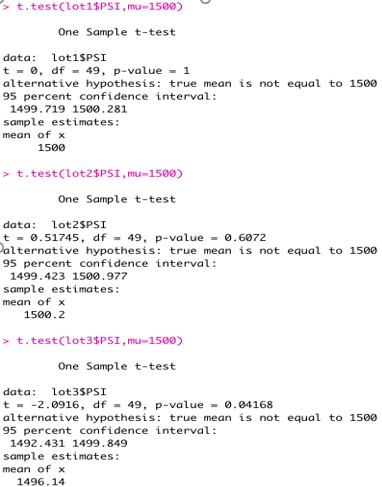 > t.test(lot1$PSI,mu=1500)
One Sample t-test
data:  lot1$PSI
t = 0, df = 49, p-value = 1
alternative hypothesis: true mean is not equal to 1500
95 percent confidence interval:
1499.719 1500.281
sample estimates:
mean of x
1500
> t.test(lot2$PSI,mu=1500)
One Sample t-test
data:  lot2$PSI
t = 0.51745, df = 49, p-value = 0.6072
alternative hypothesis: true mean is not equal to 1500
95 percent confidence interval:
1499.423 1500.977
sample estimates:
mean of x
1500.2
> t.test(lot3$PSI,mu=1500)
One Sample t-test
data:  lot3$PSI
t = -2.0916, df = 49, p-value = 0.04168
alternative hypothesis: true mean is not equal to 1500
95 percent confidence interval:
1492.431 1499.849
sample estimates:
mean of x
1496.14